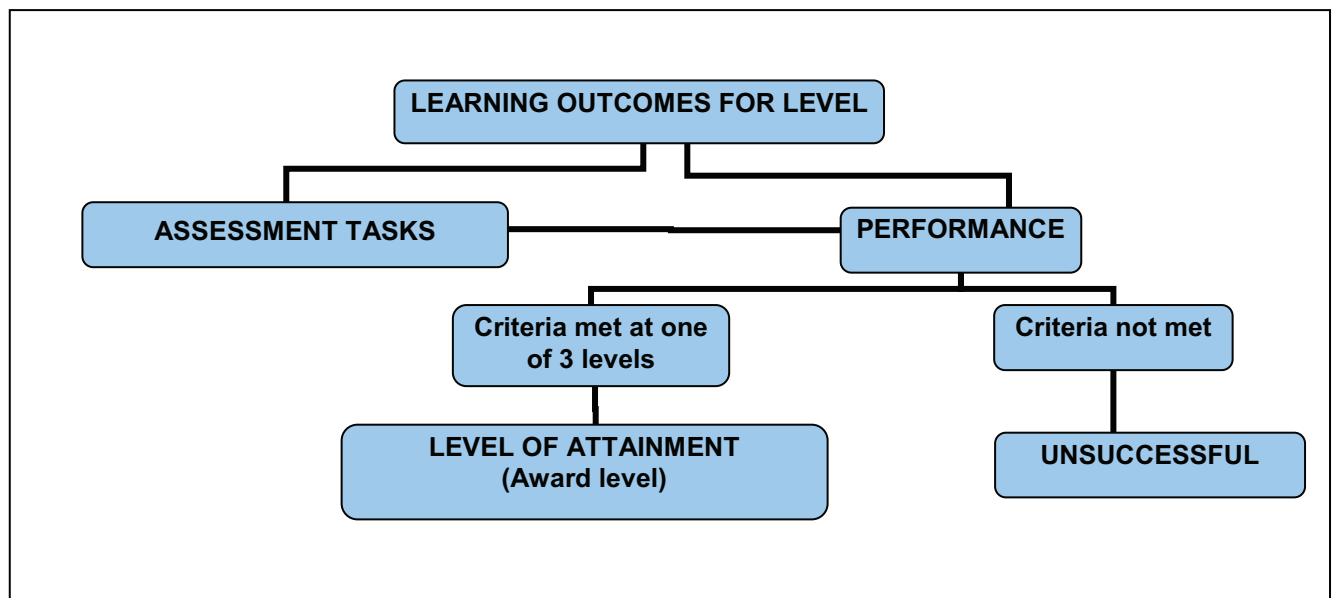 LEARNING OUTCOMES FOR LEVEL
ASSESSMENT TASKS
PERFORMANCE
Criteria met at one
of 3 levels
Criteria not met
LEVEL OF ATTAINMENT
(Award level)
UNSUCCESSFUL